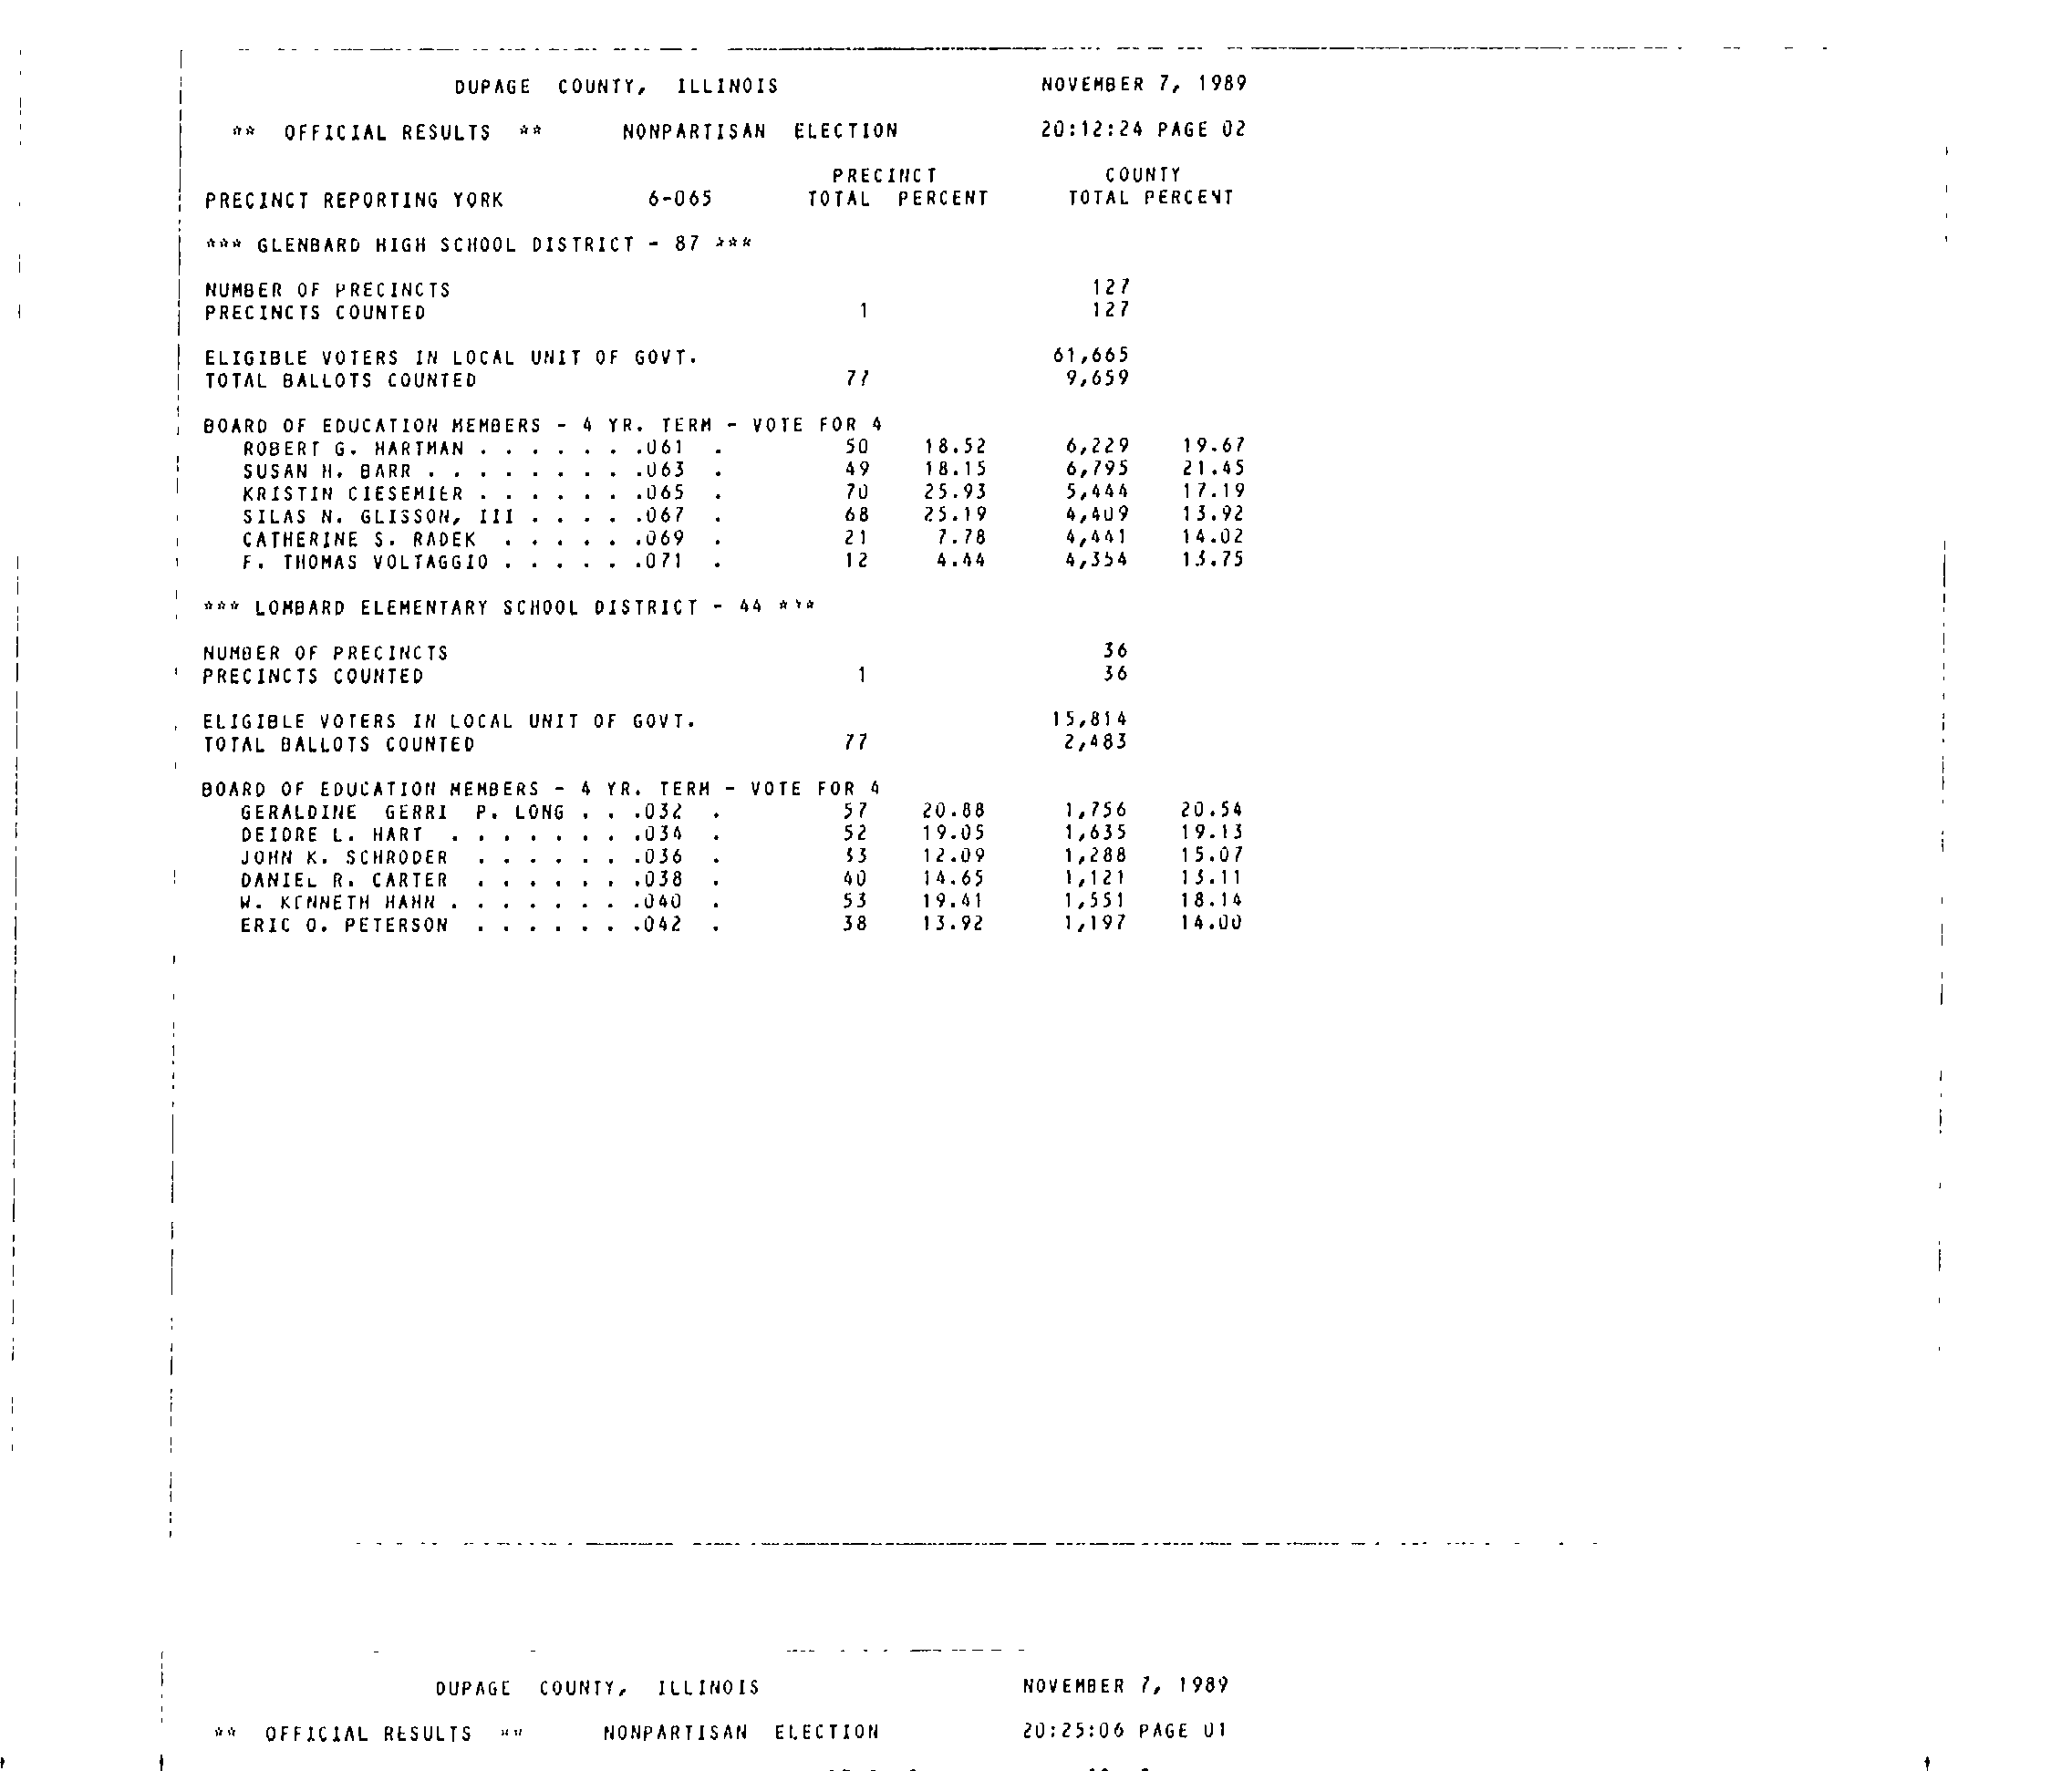 DUPAGE COUNTY, ILLINOIS NOVEMBER 7, 1989
** OFFICIAL RESULTS ** NONPARTISAN ELECTION 20:12:24 PAGE 02
PRECINCT COUNTY
PRECINCT REPORTING YORK 6-065 TOTAL PERCENT TOTAL PERCENT
*** GLENBARD HIGH SCHOOL DISTRICT - 87 ***
NUMBER OF PRECINCTS 127
PRECINCTS COUNTED 1 127
ELIGIBLE VOTERS IN LOCAL UNIT OF GOVT. 61,665
TOTAL BALLOTS COUNTED 77 9,659
BOARD OF EDUCATION MEMBERS - 4 YR. TERM - VOTE FOR 4
ROBERT G. HARTMAN . . . . . . .061 . 50 18.52 6,229 19.67
SUSAN H. BARR . . . . . . . . .063 . 49 18.15 6,795 21.45
KRISTIN CIESEMIER . . . . . . .065 . 70 25.93 5,444 17.19
SILAS N. GLISSON, III . . . . .067 . 68 25.19 4,409 13.92
CATHERINE S. RADEK . . . . . .069 . 21 7.78 4,441 14.02
F. THOMAS VOLTAGGIO . . . . . .071 . 12 4.44 4,354 13.75
*** LOMBARD ELEMENTARY SCHOOL DISTRICT - 44 ***
NUMBER OF PRECINCTS 36
PRECINCTS COUNTED 1 36
ELIGIBLE VOTERS IN LOCAL UNIT OF GOVT. 15,814
TOTAL BALLOTS COUNTED 77 2,483
BOARD OF EDUCATION MEMBERS - 4 YR. TERM - VOTE FOR 4
GERALDINE GERRI P. LONG . . .032 . 57 20.88 1,756 20.54
DEIDRE L. HART . . . . . . . .034 . 52 19.05 1,635 19.13
JOHN K. SCHRODER . . . . . . .036 . 33 12.09 1,288 15.07
DANIEL R. CARTER . . . . . . .038 . 40 14.65 1,121 13.11
W. KENNETH HAHN . . . . . . . .040 . 53 19.41 1,551 18.14
ERIC O. PETERSON . . . . . . .042 . 38 13.92 1,197 14.00
DUPAGE COUNTY, ILLINOIS NOVEMBER 7, 1989
** OFFICIAL RESULTS ** NONPARTISAN ELECTION 20:25:06 PAGE 01